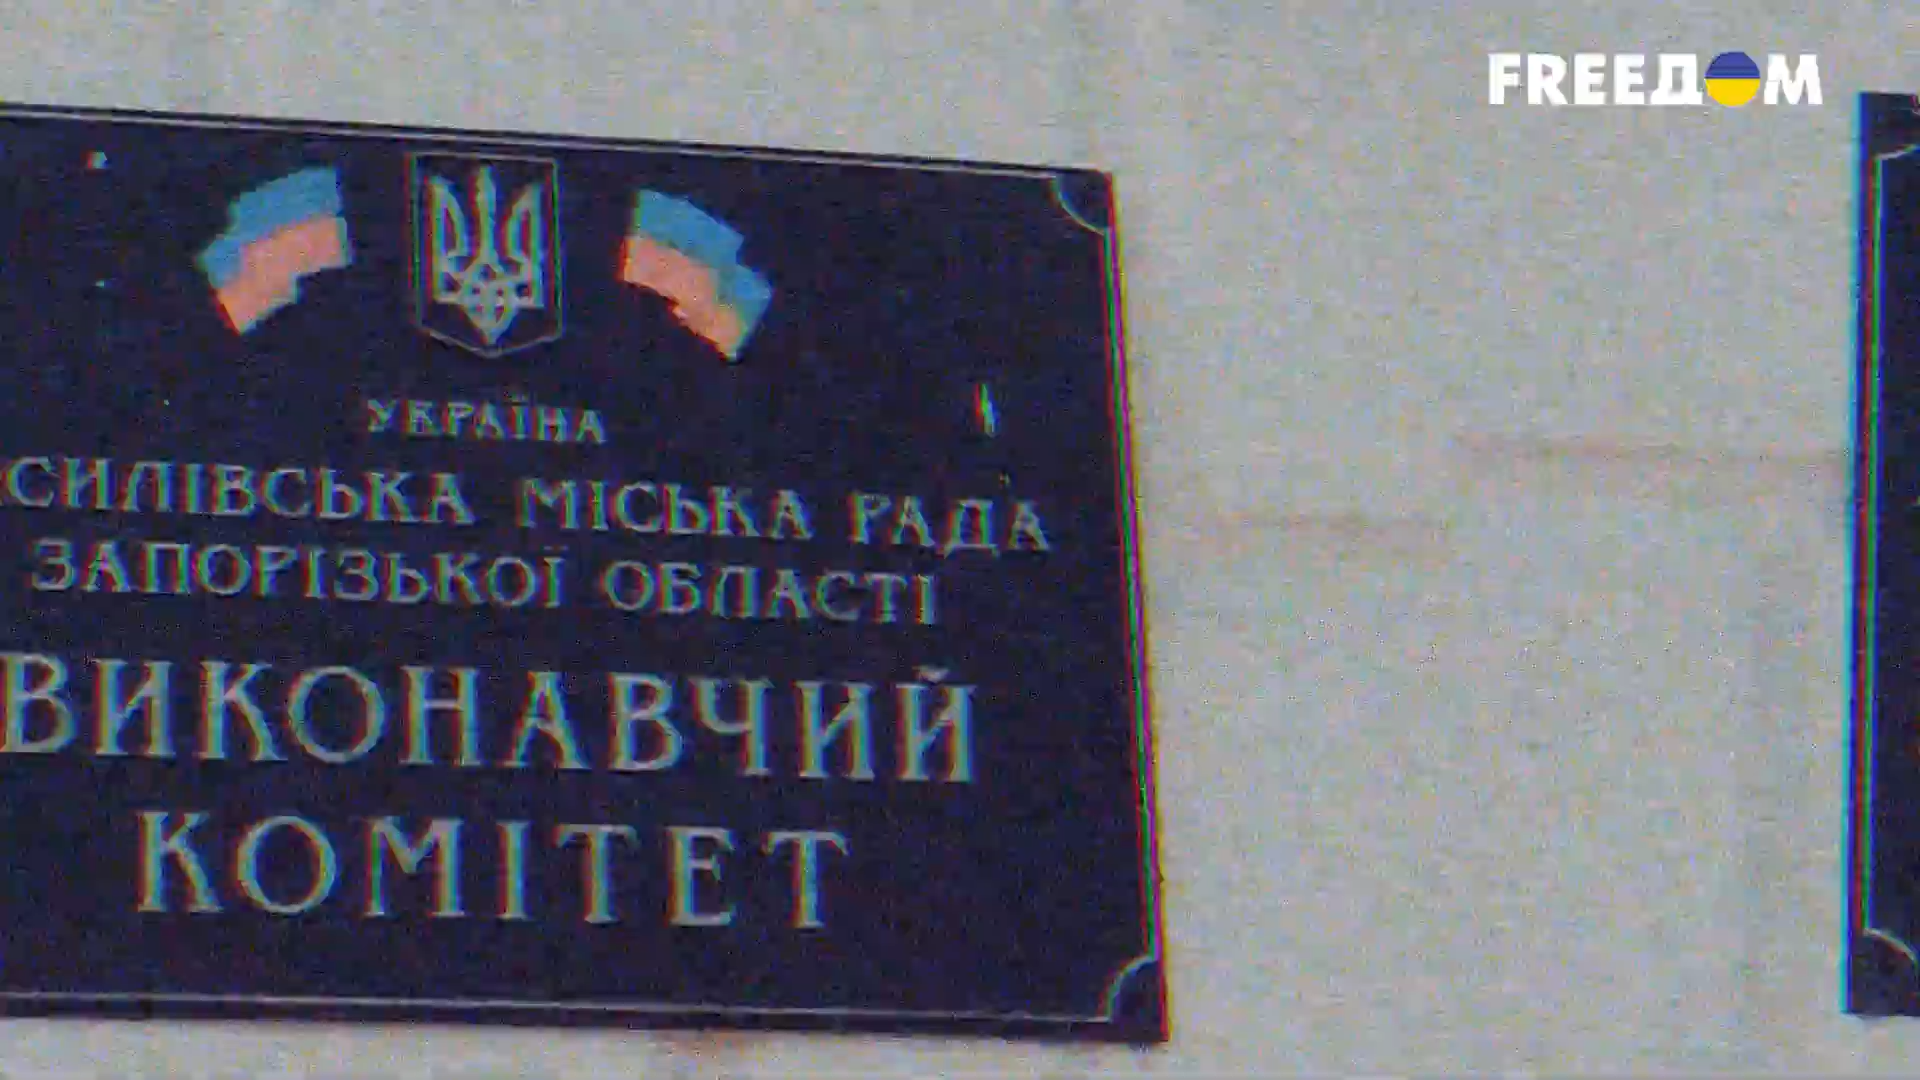 FREEДOM
УКРАЇНА
СИЛІВСЬКА МІСЬКА РАДА
ЗАПОРІЗЬКОЇ ОБЛАСТІ
ВИКОНАВЧИЙ
КОМІТЕТ